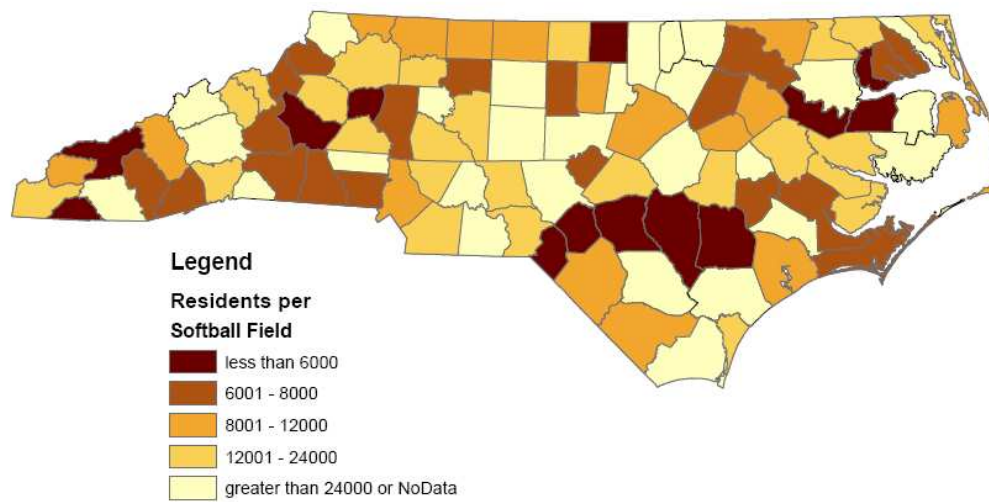 Legend
Residents per
Softball Field
less than 6000
6001 - 8000
8001 - 12000
12001 - 24000
greater than 24000 or NoData